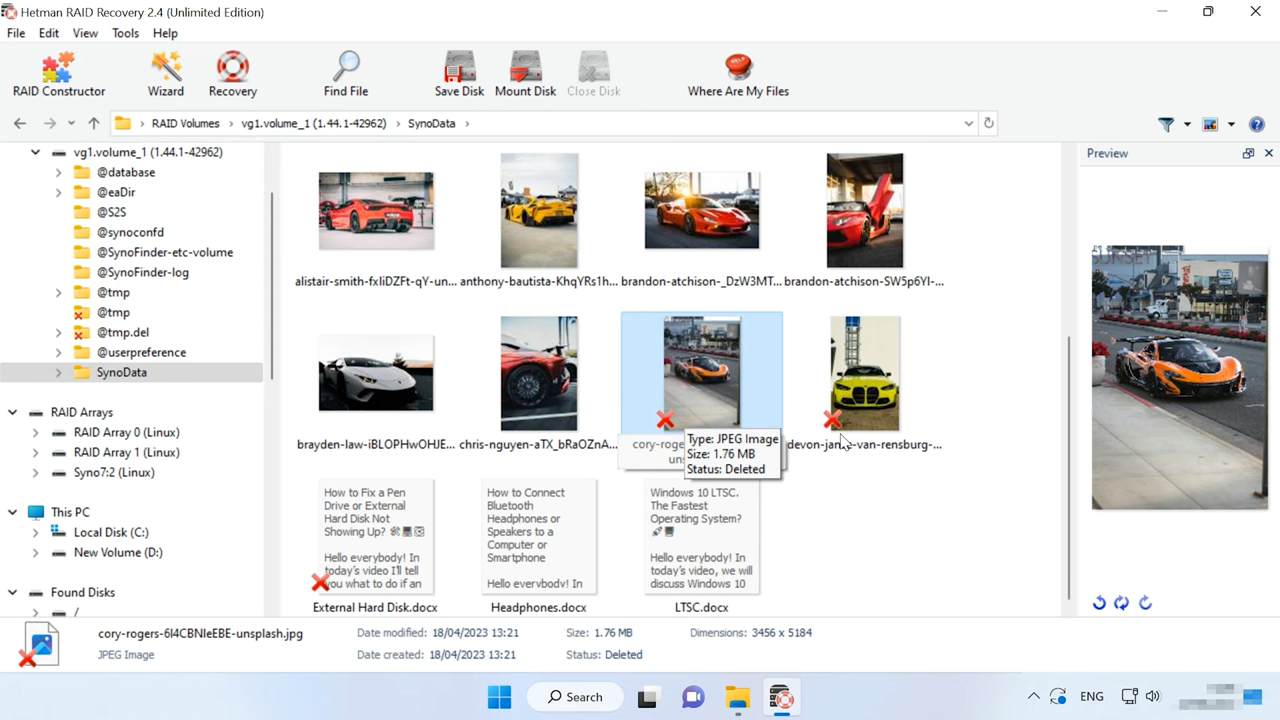 Hetman RAID Recovery 2.4 (Unlimited Edition)
File Edit View Tools Help
RAID Constructor Wizard Recovery Find File Save Disk Mount Disk Close Disk Where Are My Files
RAID Volumes > vg1.volume_1 (1.44.1-42962) > SynoData >
vg1.volume_1 (1.44.1-42962)
@database
@eaDir
@S2S
@synoconfd
@SynoFinder-etc-volume
@SynoFinder-log
@tmp
@tmp
@tmp.del
@userpreference
SynoData
RAID Arrays
RAID Array 0 (Linux)
RAID Array 1 (Linux)
Syno7:2 (Linux)
This PC
Local Disk (C:)
New Volume (D:)
Found Disks
/
alistair-smith-fxIiDZFt-qY-un... anthony-bautista-KhqYRs1h... brandon-atchison-_DzW3MT... brandon-atchison-SW5p6YI-...
brayden-law-iBLOPHwOHJE... chris-nguyen-aTX_bRaOZnA... cory-roge devon-jan e-van-rensburg-...
uns
Type: JPEG Image
Size: 1.76 MB
Status: Deleted
How to Fix a Pen
Drive or External
Hard Disk Not
Showing Up?
Hello everybody! In
today's video I'll tell
you what to do if an
External Hard Disk.docx
How to Connect
Bluetooth
Headphones or
Speakers to a
Computer or
Smartphone
Hello everybody! In
Headphones.docx
Windows 10 LTSC.
The Fastest
Operating System?
Hello everybody! In
today's video, we will
discuss Windows 10
LTSC.docx
Preview
SUNSET
cory-rogers-6I4CBNIeEBE-unsplash.jpg Date modified: 18/04/2023 13:21 Size: 1.76 MB Dimensions: 3456 x 5184
JPEG Image Date created: 18/04/2023 13:21 Status: Deleted
Search
ENG